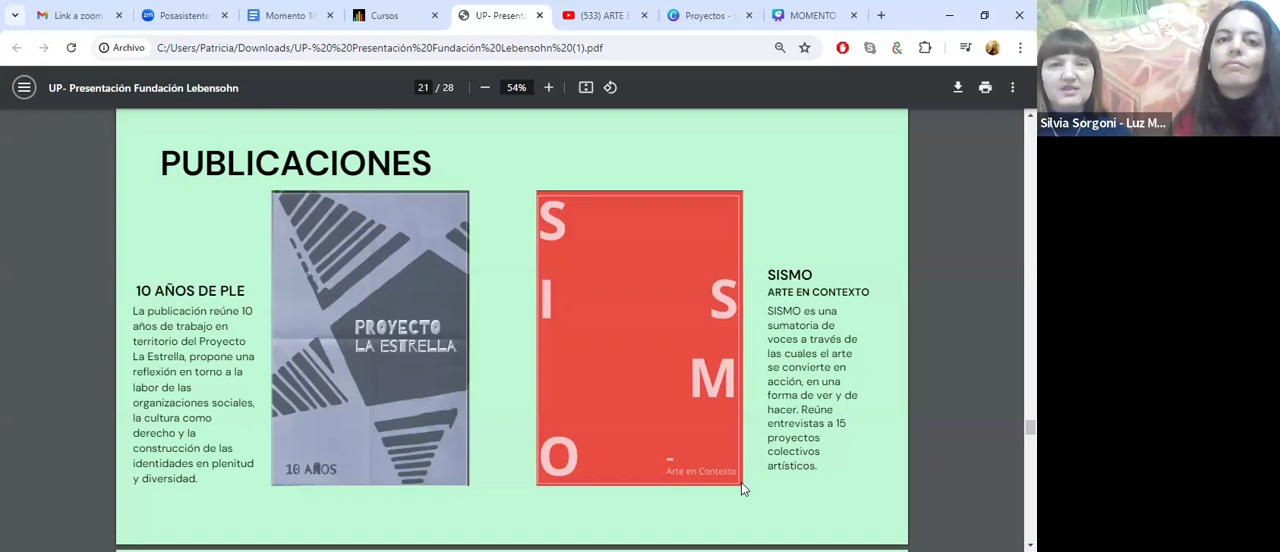 Link a zoom
Posasistente
Momento 1
Cursos
UP- Presenta
(533) ARTE E
Proyectos -
MOMENTO
Archivo
C:/Users/Patricia/Downloads/UP-%20%20Presentación%20Fundación%20Lebensohn%20(1).pdf
UP- Presentación Fundación Lebensohn
21 / 28
54%
Silvia Sorgoni - Luz M...
PUBLICACIONES
10 AÑOS DE PLE
La publicación reúne 10
años de trabajo en
territorio del Proyecto
La Estrella, propone una
reflexión en torno a la
labor de las
organizaciones sociales,
la cultura como
derecho y la
construcción de las
identidades en plenitud
y diversidad.
PROYECTO
LA ESTRELLA
10 AÑOS
S
I S
M
O
Arte en Contexto
SISMO
ARTE EN CONTEXTO
SISMO es una
sumatoria de
voces a través de
las cuales el arte
se convierte en
acción, en una
forma de ver y de
hacer. Reúne
entrevistas a 15
proyectos
colectivos
artísticos.